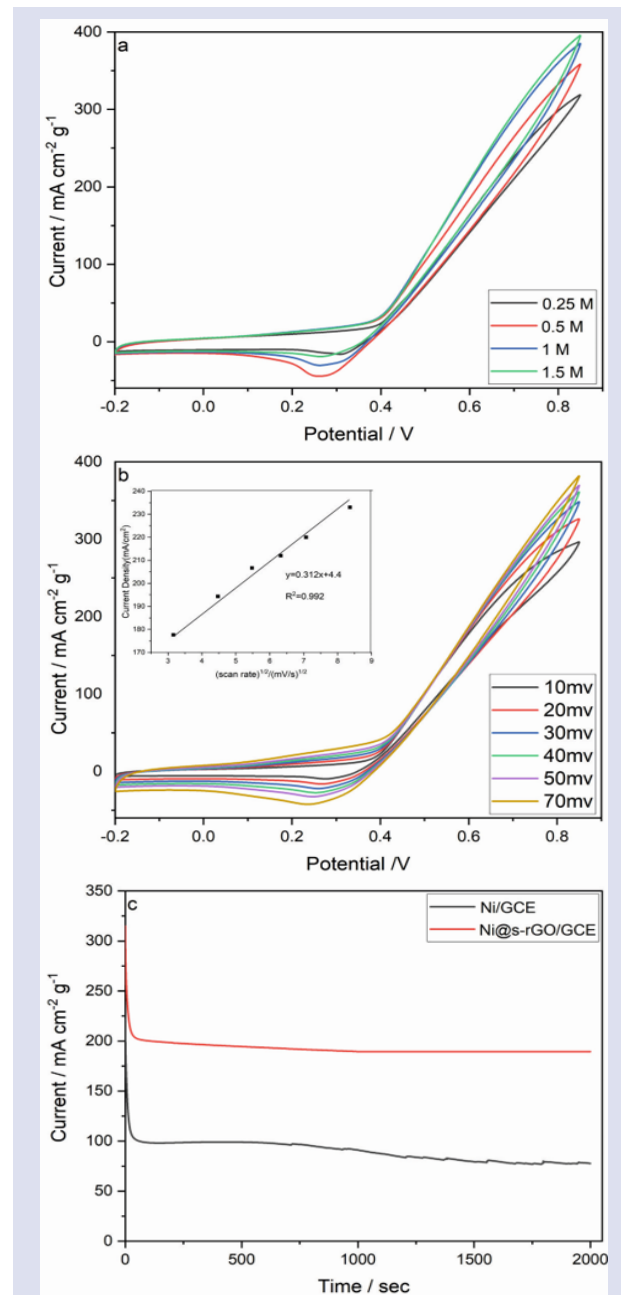 a
400
300
200
100
0
Current / mA cm⁻² g⁻¹
-0.2 0.0 0.2 0.4 0.6 0.8
Potential / V
0.25 M
0.5 M
1 M
1.5 M
b
400
300
200
100
0
Current / mA cm⁻² g⁻¹
-0.2 0.0 0.2 0.4 0.6 0.8
Potential /V
240
230
220
210
200
190
180
170
Current Density(mA/cm²)
3 4 5 6 7 8 9
(scan rate)¹ᐟ²/(mV/s)¹ᐟ²
y=0.312x+4.4
R²=0.992
10mv
20mv
30mv
40mv
50mv
70mv
c
350
300
250
200
150
100
50
0
Current / mA cm⁻² g⁻¹
0 500 1000 1500 2000
Time / sec
Ni/GCE
Ni@s-rGO/GCE